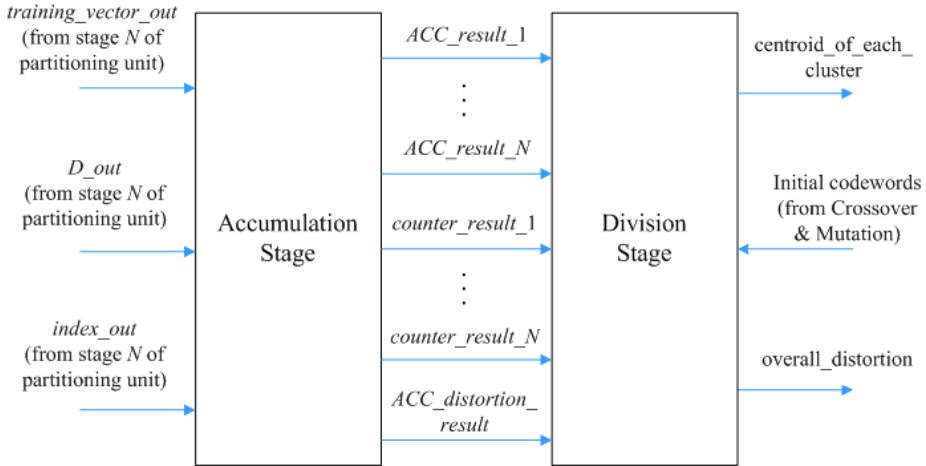 training_vector_out
(from stage N of
partitioning unit)
D_out
(from stage N of
partitioning unit)
index_out
(from stage N of
partitioning unit)
Accumulation
Stage
ACC_result_1
ACC_result_N
counter_result_1
counter_result_N
ACC_distortion_
result
Division
Stage
centroid_of_each_
cluster
Initial codewords
(from Crossover
& Mutation)
overall_distortion